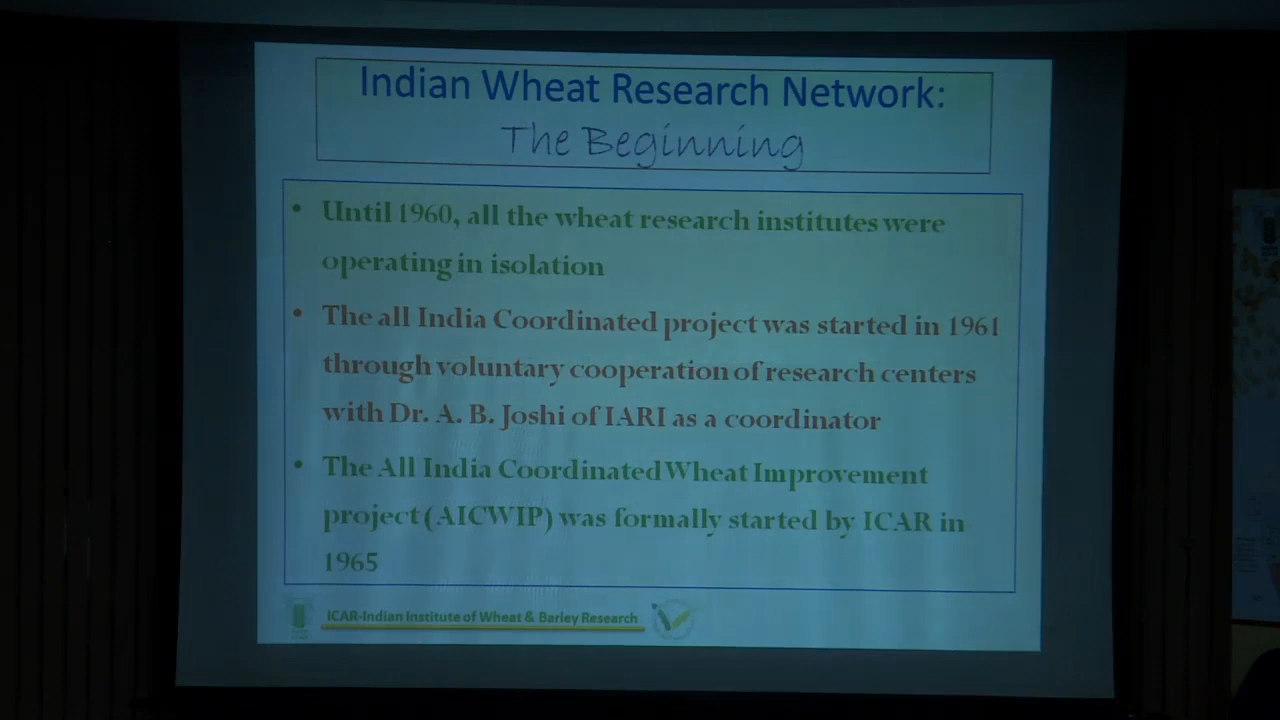 Indian Wheat Research Network:
The Beginning
• Until 1960, all the wheat research institutes were
operating in isolation
• The all India Coordinated project was started in 1961
through voluntary cooperation of research centers
with Dr. A. B. Joshi of IARI as a coordinator
• The All India Coordinated Wheat Improvement
project (AICWIP) was formally started by ICAR in
1965
ICAR-Indian Institute of Wheat & Barley Research